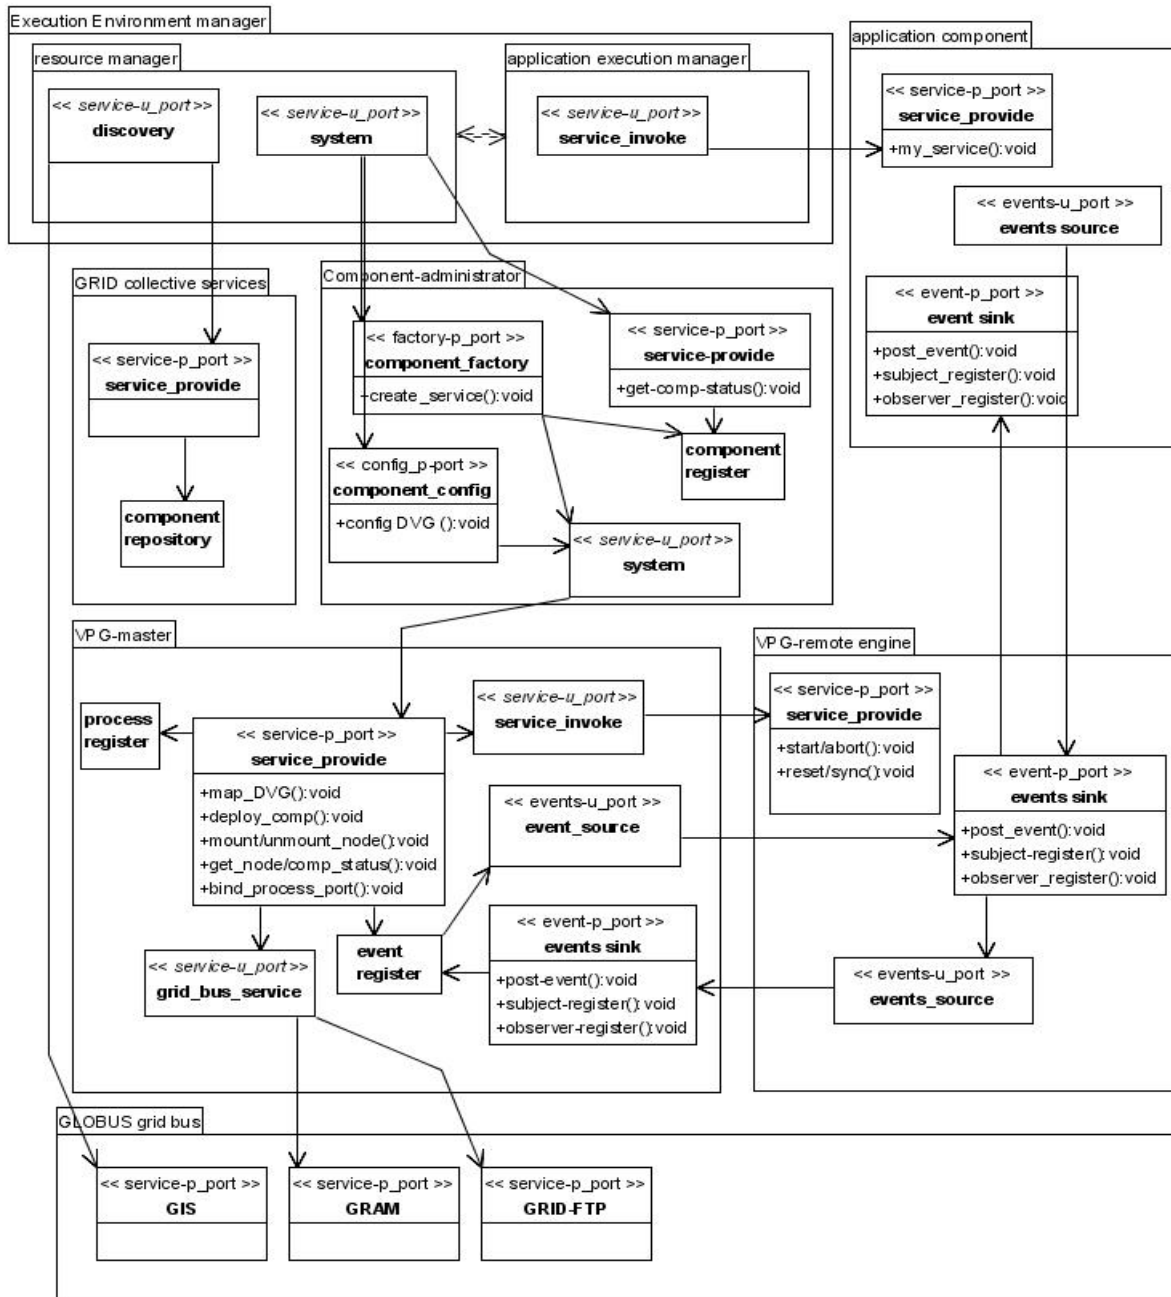 Execution Environment manager
resource manager
<< service-u_port>>
discovery
<< service-u_port>>
system
application execution manager
<< service-u_port>>
service_invoke
application component
<< service-p_port >>
service_provide
+my_service():void
<< events-u_port >>
events source
<< event-p_port >>
event sink
+post_event():void
+subject_register():void
+observer_register():void
GRID collective services
<< service-p_port >>
service_provide
component
repository
Component-administrator
<< factory-p_port >>
component_factory
+create_service():void
<< service-p_port >>
service-provide
+get-comp-status():void
<< config_p-port >>
component_config
+config DVG ():void
component
register
<< service-u_port>>
system
VPG-master
process
register
<< service-p_port >>
service_provide
+map_DVG():void
+deploy_comp():void
+mount/unmount_node():void
+get_node/comp_status():void
+bind_process_port():void
<< service-u_port>>
service_invoke
<< events-u_port >>
event_source
<< event-p_port >>
events sink
+post-event():void
+subject-register():void
+observer-register():void
event
register
<< service-u_port>>
grid_bus_service
VPG-remote engine
<< service-p_port >>
service_provide
+start/abort():void
+reset/sync():void
<< event-p_port >>
events sink
+post_event():void
+subject-register():void
+observer_register():void
<< events-u_port >>
events_source
GLOBUS grid bus
<< service-p_port >>
GIS
<< service-p_port >>
GRAM
<< service-p_port >>
GRID-FTP